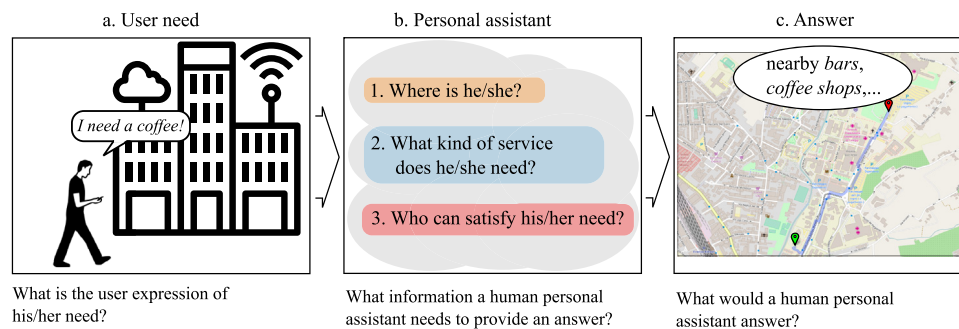 a. User need
I need a coffee!
What is the user expression of
his/her need?
b. Personal assistant
1. Where is he/she?
2. What kind of service
does he/she need?
3. Who can satisfy his/her need?
What information a human personal
assistant needs to provide an answer?
c. Answer
nearby bars,
coffee shops,...
What would a human personal
assistant answer?